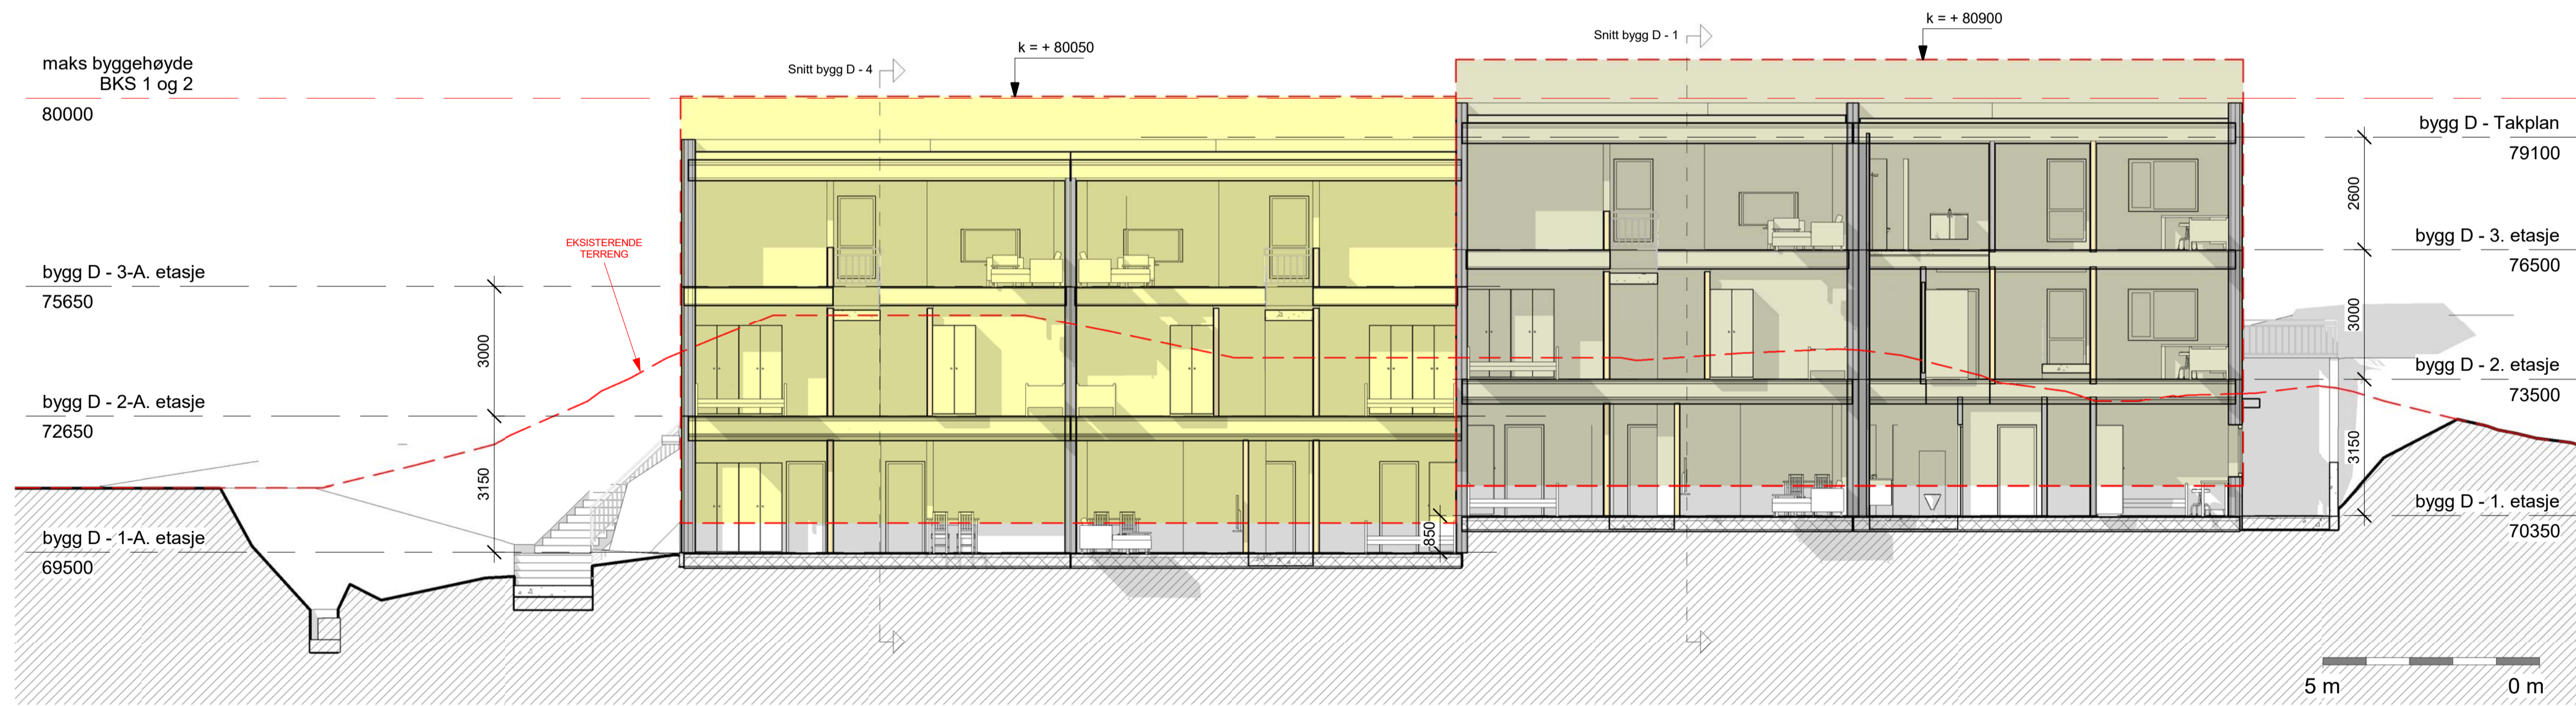 maks byggehøyde
BKS 1 og 2
80000
Snitt bygg D - 4
k = + 80050
Snitt bygg D - 1
k = + 80900
bygg D - Takplan
79100
2600
EKSISTERENDE
TERRENG
bygg D - 3. etasje
76500
bygg D - 3-A. etasje
75650
3000
3000
bygg D - 2. etasje
73500
bygg D - 2-A. etasje
72650
3150
3150
bygg D - 1. etasje
70350
850
bygg D - 1-A. etasje
69500
5 m
0 m